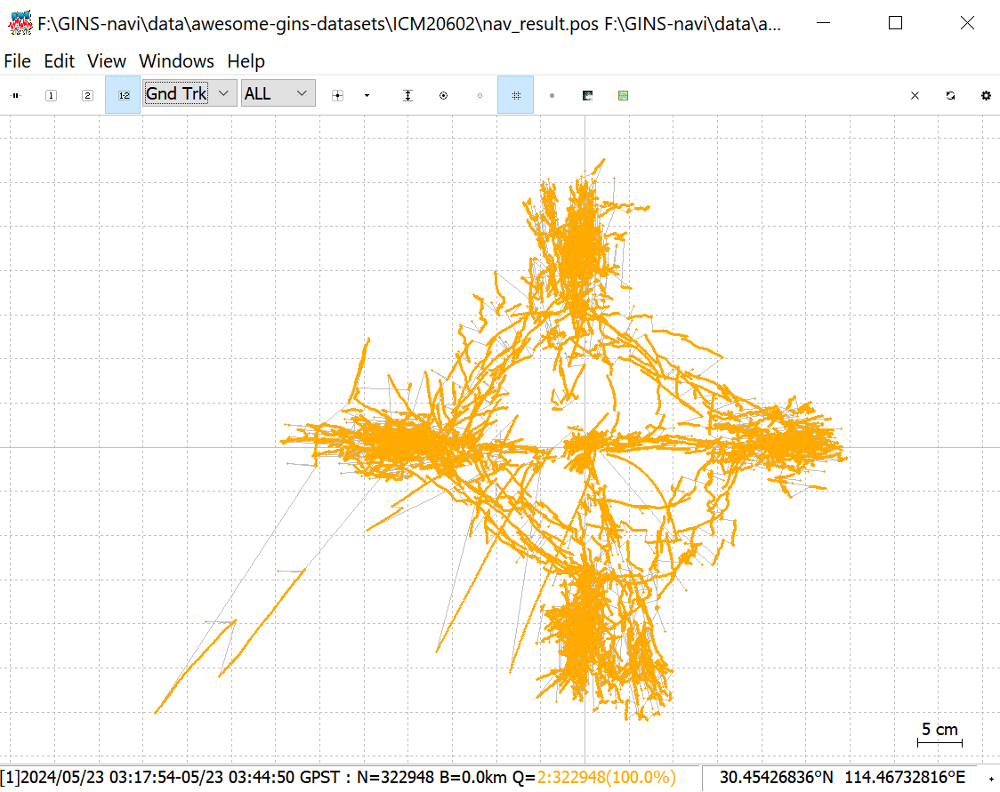 F:\GINS-navi\data\awesome-gins-datasets\ICM20602\nav_result.pos F:\GINS-navi\data\a...
File Edit View Windows Help
1 2 1-2 Gnd Trk ALL
5 cm
[1]2024/05/23 03:17:54-05/23 03:44:50 GPST : N=322948 B=0.0km Q=2:322948(100.0%) 30.45426836°N 114.46732816°E